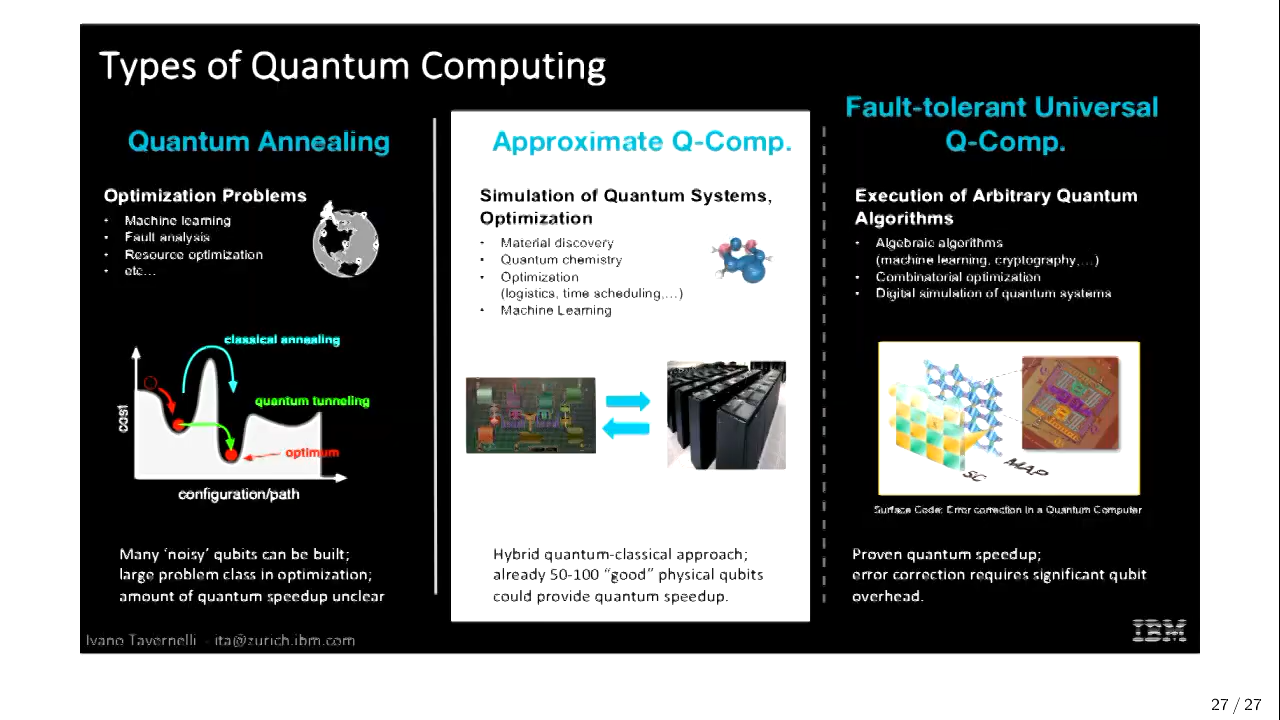 Types of Quantum Computing
Quantum Annealing
Optimization Problems
• Machine learning
• Fault analysis
• Resource optimization
• etc...
classical annealing
quantum tunneling
optimum
cost
configuration/path
Many ‘noisy’ qubits can be built;
large problem class in optimization;
amount of quantum speedup unclear
Approximate Q-Comp.
Simulation of Quantum Systems,
Optimization
• Material discovery
• Quantum chemistry
• Optimization
(logistics, time scheduling,...)
• Machine Learning
Hybrid quantum-classical approach;
already 50-100 “good” physical qubits
could provide quantum speedup.
Fault-tolerant Universal
Q-Comp.
Execution of Arbitrary Quantum
Algorithms
• Algebraic algorithms
(machine learning, cryptography,...)
• Combinatorial optimization
• Digital simulation of quantum systems
SC
MAP
Surface Code: Error correction in a Quantum Computer
Proven quantum speedup;
error correction requires significant qubit
overhead.
Ivano Tavernelli - ita@zurich.ibm.com
IBM
27 / 27